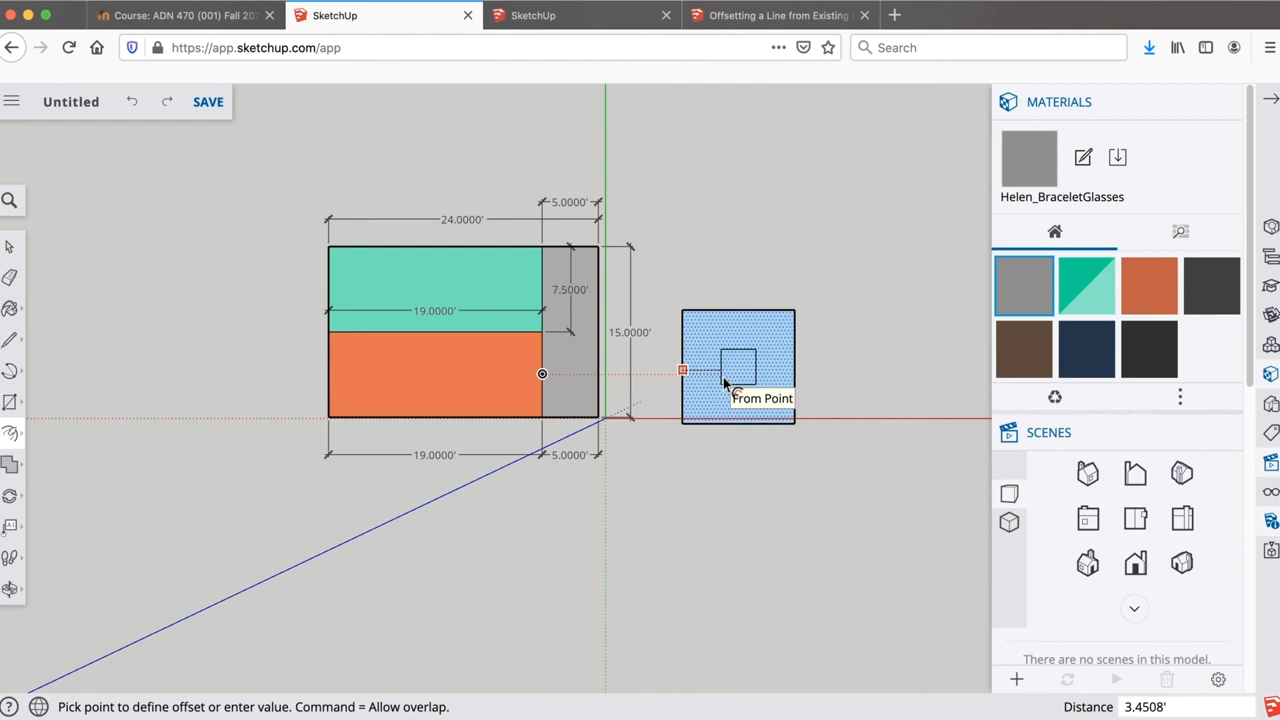 Course: ADN 470 (001) Fall 20
SketchUp
SketchUp
Offsetting a Line from Existing
https://app.sketchup.com/app
Search
Untitled
SAVE
MATERIALS
Helen_BraceletGlasses
5.0000'
24.0000'
7.5000'
19.0000'
15.0000'
From Point
19.0000'
5.0000'
SCENES
There are no scenes in this model.
Pick point to define offset or enter value. Command = Allow overlap.
Distance 3.4508'